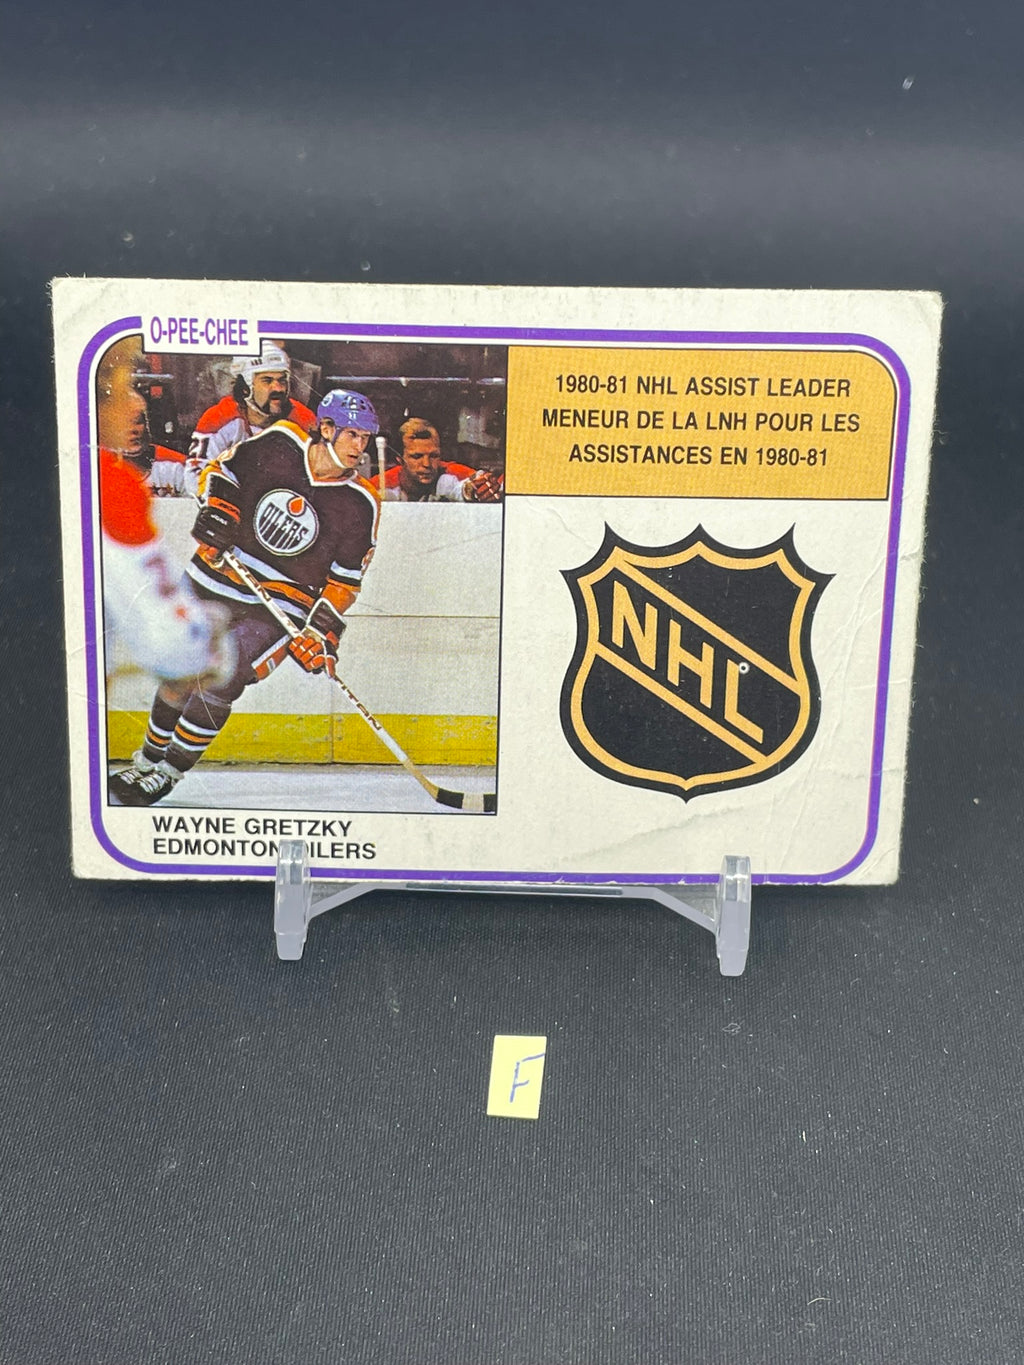 O-PEE-CHEE
1980-81 NHL ASSIST LEADER
MENEUR DE LA LNH POUR LES
ASSISTANCES EN 1980-81
21
OILERS
NHL
WAYNE GRETZKY
EDMONTON OILERS
F